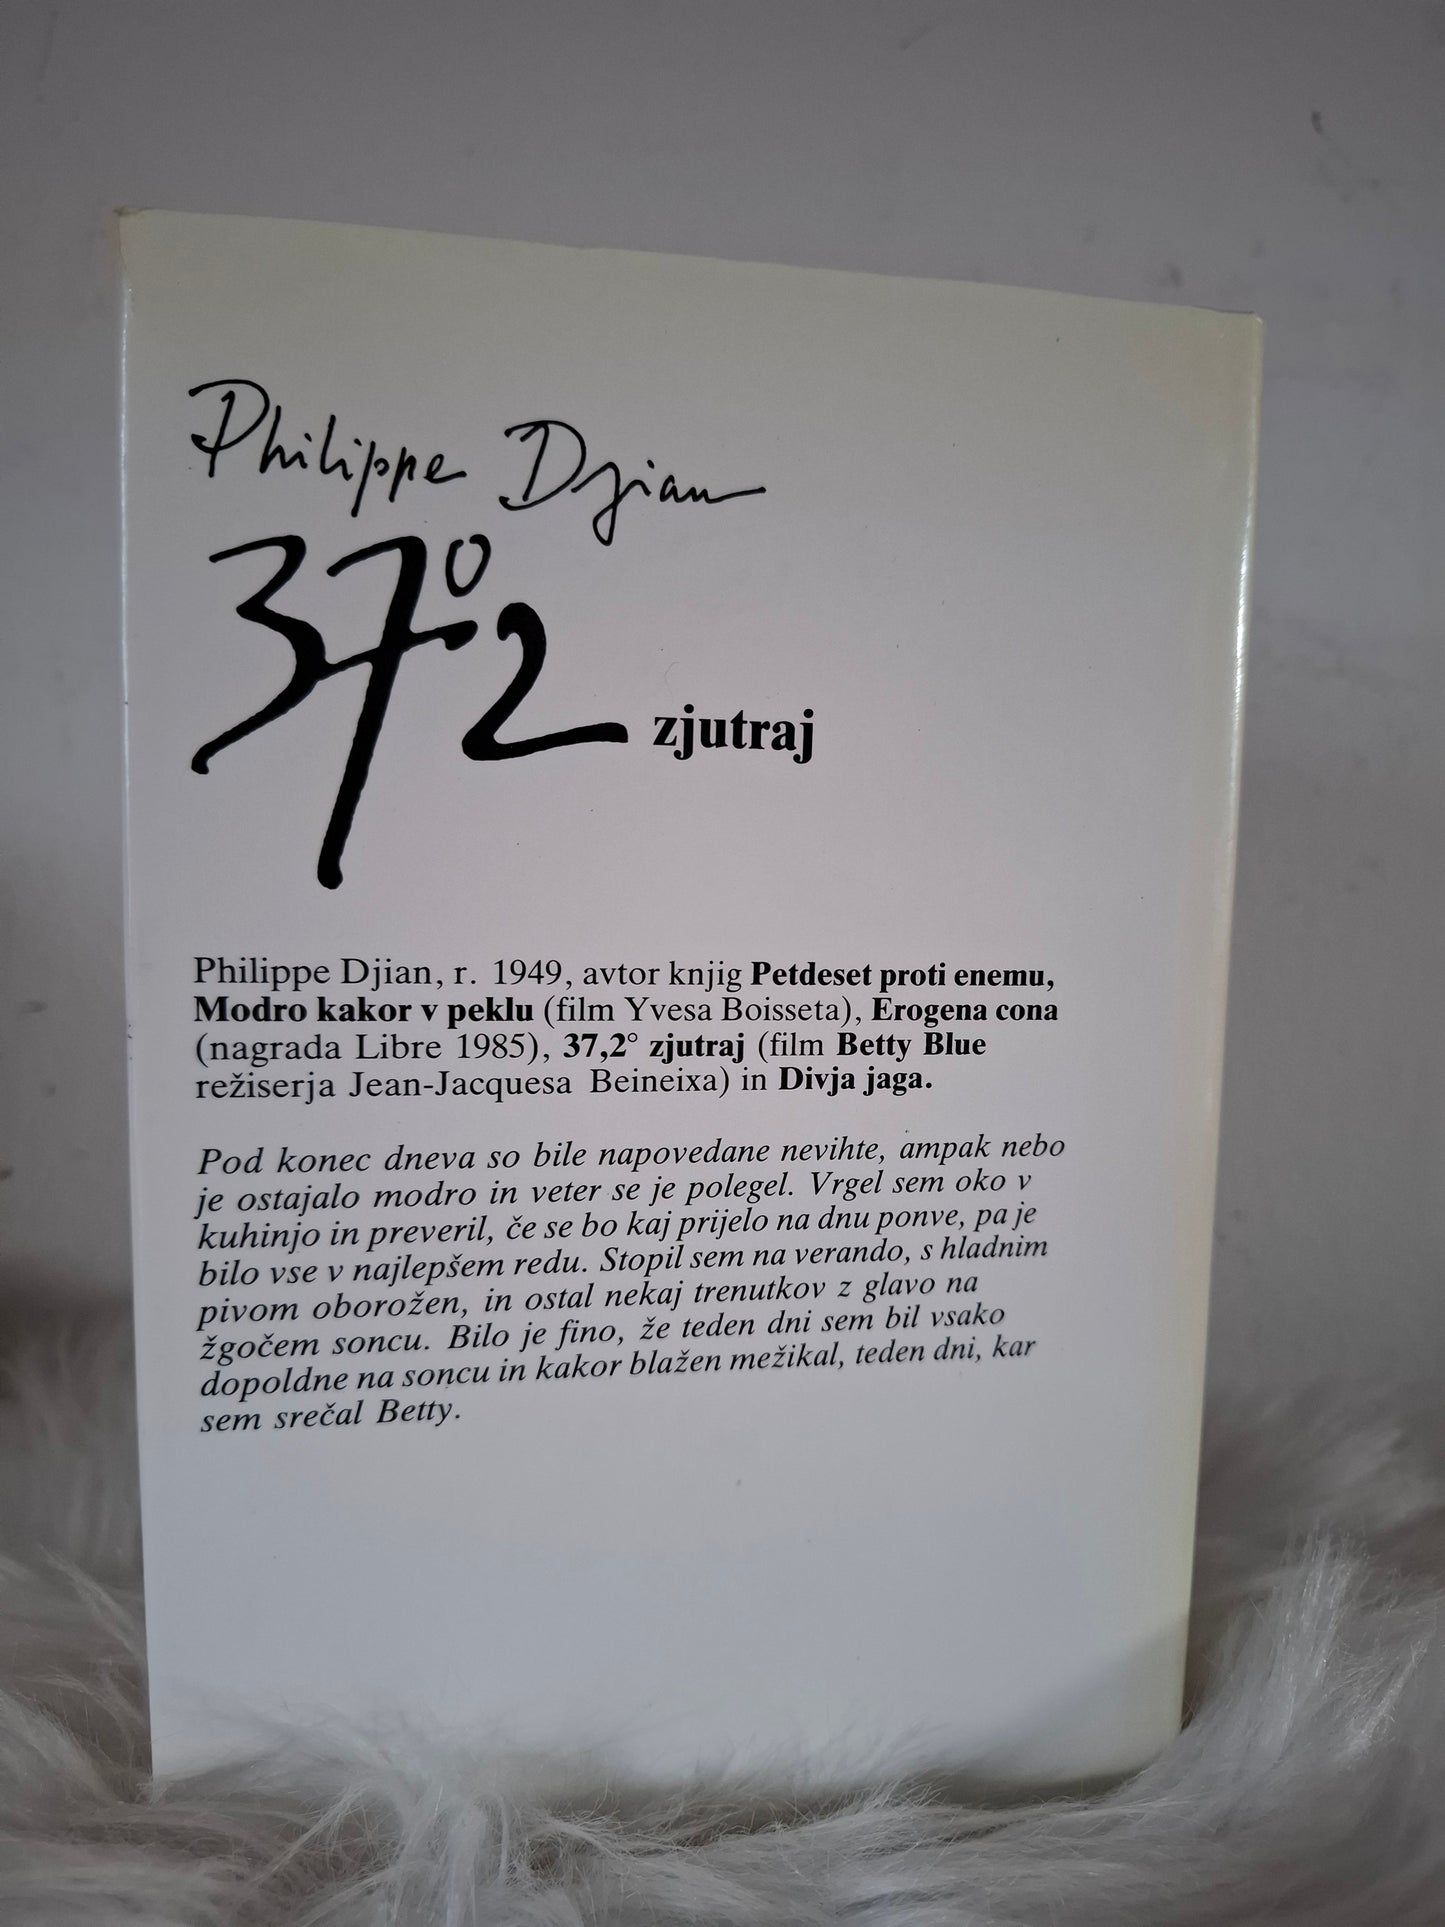 Philippe Djian
37°2 zjutraj
Philippe Djian, r. 1949, avtor knjig Petdeset proti enemu,
Modro kakor v peklu (film Yvesa Boisseta), Erogena cona
(nagrada Libre 1985), 37,2° zjutraj (film Betty Blue
režiserja Jean-Jacquesa Beineixa) in Divja jaga.
Pod konec dneva so bile napovedane nevihte, ampak nebo
je ostajalo modro in veter se je polegel. Vrgel sem oko v
kuhinjo in preveril, če se bo kaj prijelo na dnu ponve, pa je
bilo vse v najlepšem redu. Stopil sem na verando, s hladnim
pivom oborožen, in ostal nekaj trenutkov z glavo na
žgočem soncu. Bilo je fino, že teden dni sem bil vsako
dopoldne na soncu in kakor blažen mežikal, teden dni, kar
sem srečal Betty.